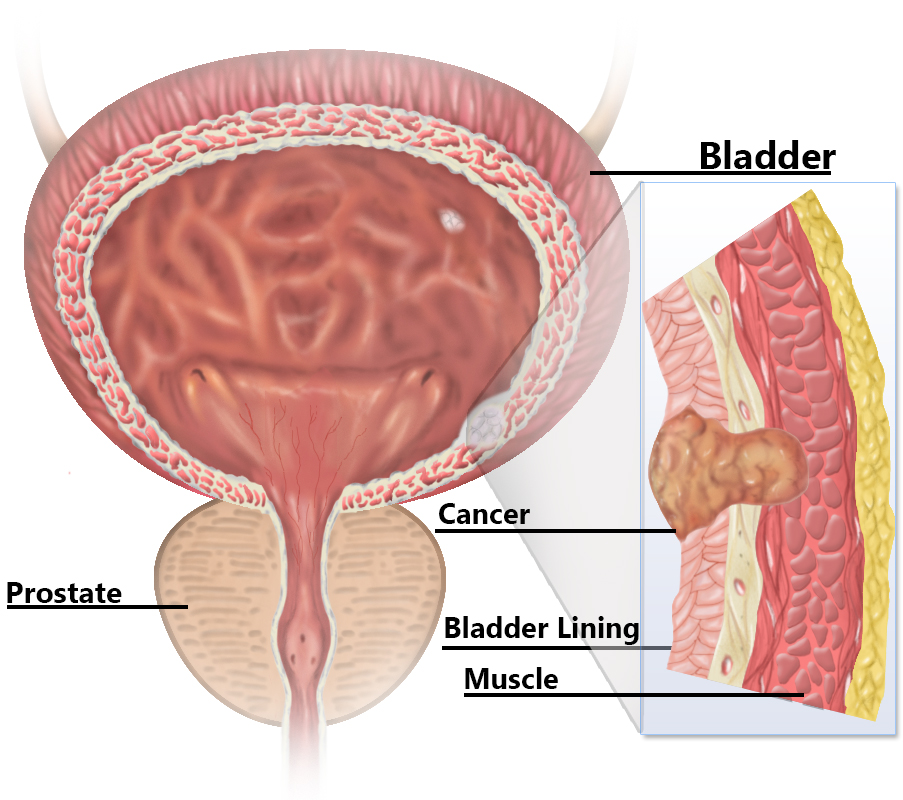 Bladder
Cancer
Prostate
Bladder Lining
Muscle